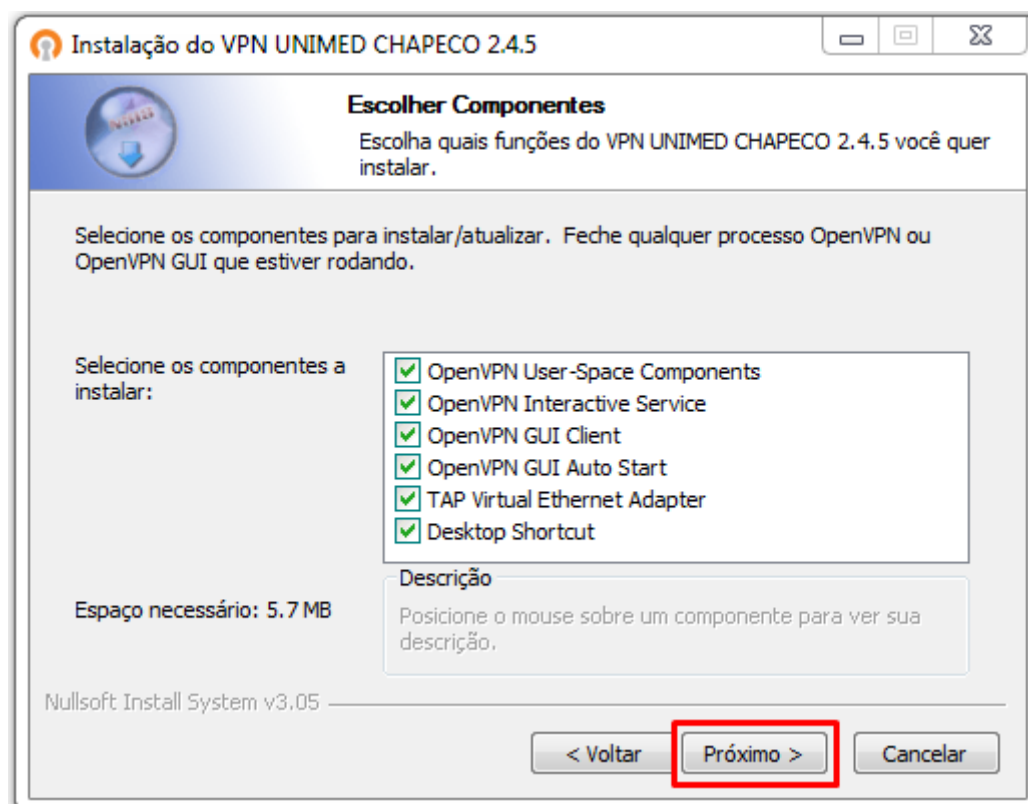 Instalação do VPN UNIMED CHAPECO 2.4.5
Escolher Componentes
Escolha quais funções do VPN UNIMED CHAPECO 2.4.5 você quer
instalar.
Selecione os componentes para instalar/atualizar.  Feche qualquer processo OpenVPN ou
OpenVPN GUI que estiver rodando.
Selecione os componentes a
instalar:
OpenVPN User-Space Components
OpenVPN Interactive Service
OpenVPN GUI Client
OpenVPN GUI Auto Start
TAP Virtual Ethernet Adapter
Desktop Shortcut
Espaço necessário: 5.7 MB
Descrição
Posicione o mouse sobre um componente para ver sua
descrição.
Nullsoft Install System v3.05
< Voltar
Próximo >
Cancelar